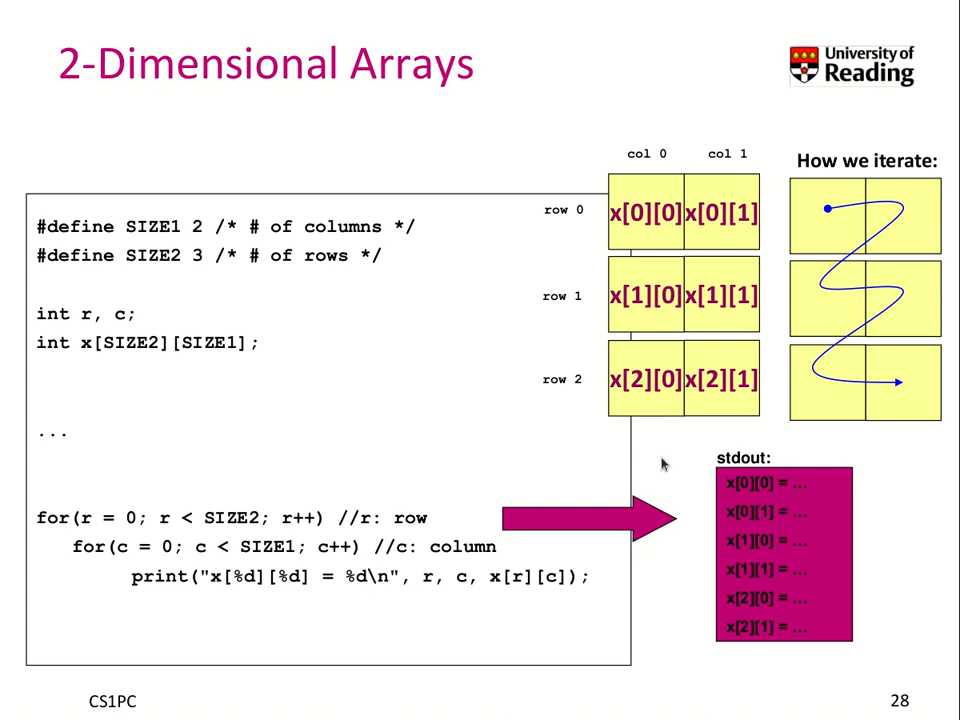 2-Dimensional Arrays
University of
Reading
#define SIZE1 2 /* # of columns */
#define SIZE2 3 /* # of rows */
int r, c;
int x[SIZE2][SIZE1];
...
for(r = 0; r < SIZE2; r++) //r: row
for(c = 0; c < SIZE1; c++) //c: column
print("x[%d][%d] = %d\n", r, c, x[r][c]);
col 0 col 1
row 0 x[0][0] x[0][1]
row 1 x[1][0] x[1][1]
row 2 x[2][0] x[2][1]
How we iterate:
stdout:
x[0][0] = ...
x[0][1] = ...
x[1][0] = ...
x[1][1] = ...
x[2][0] = ...
x[2][1] = ...
CS1PC
28